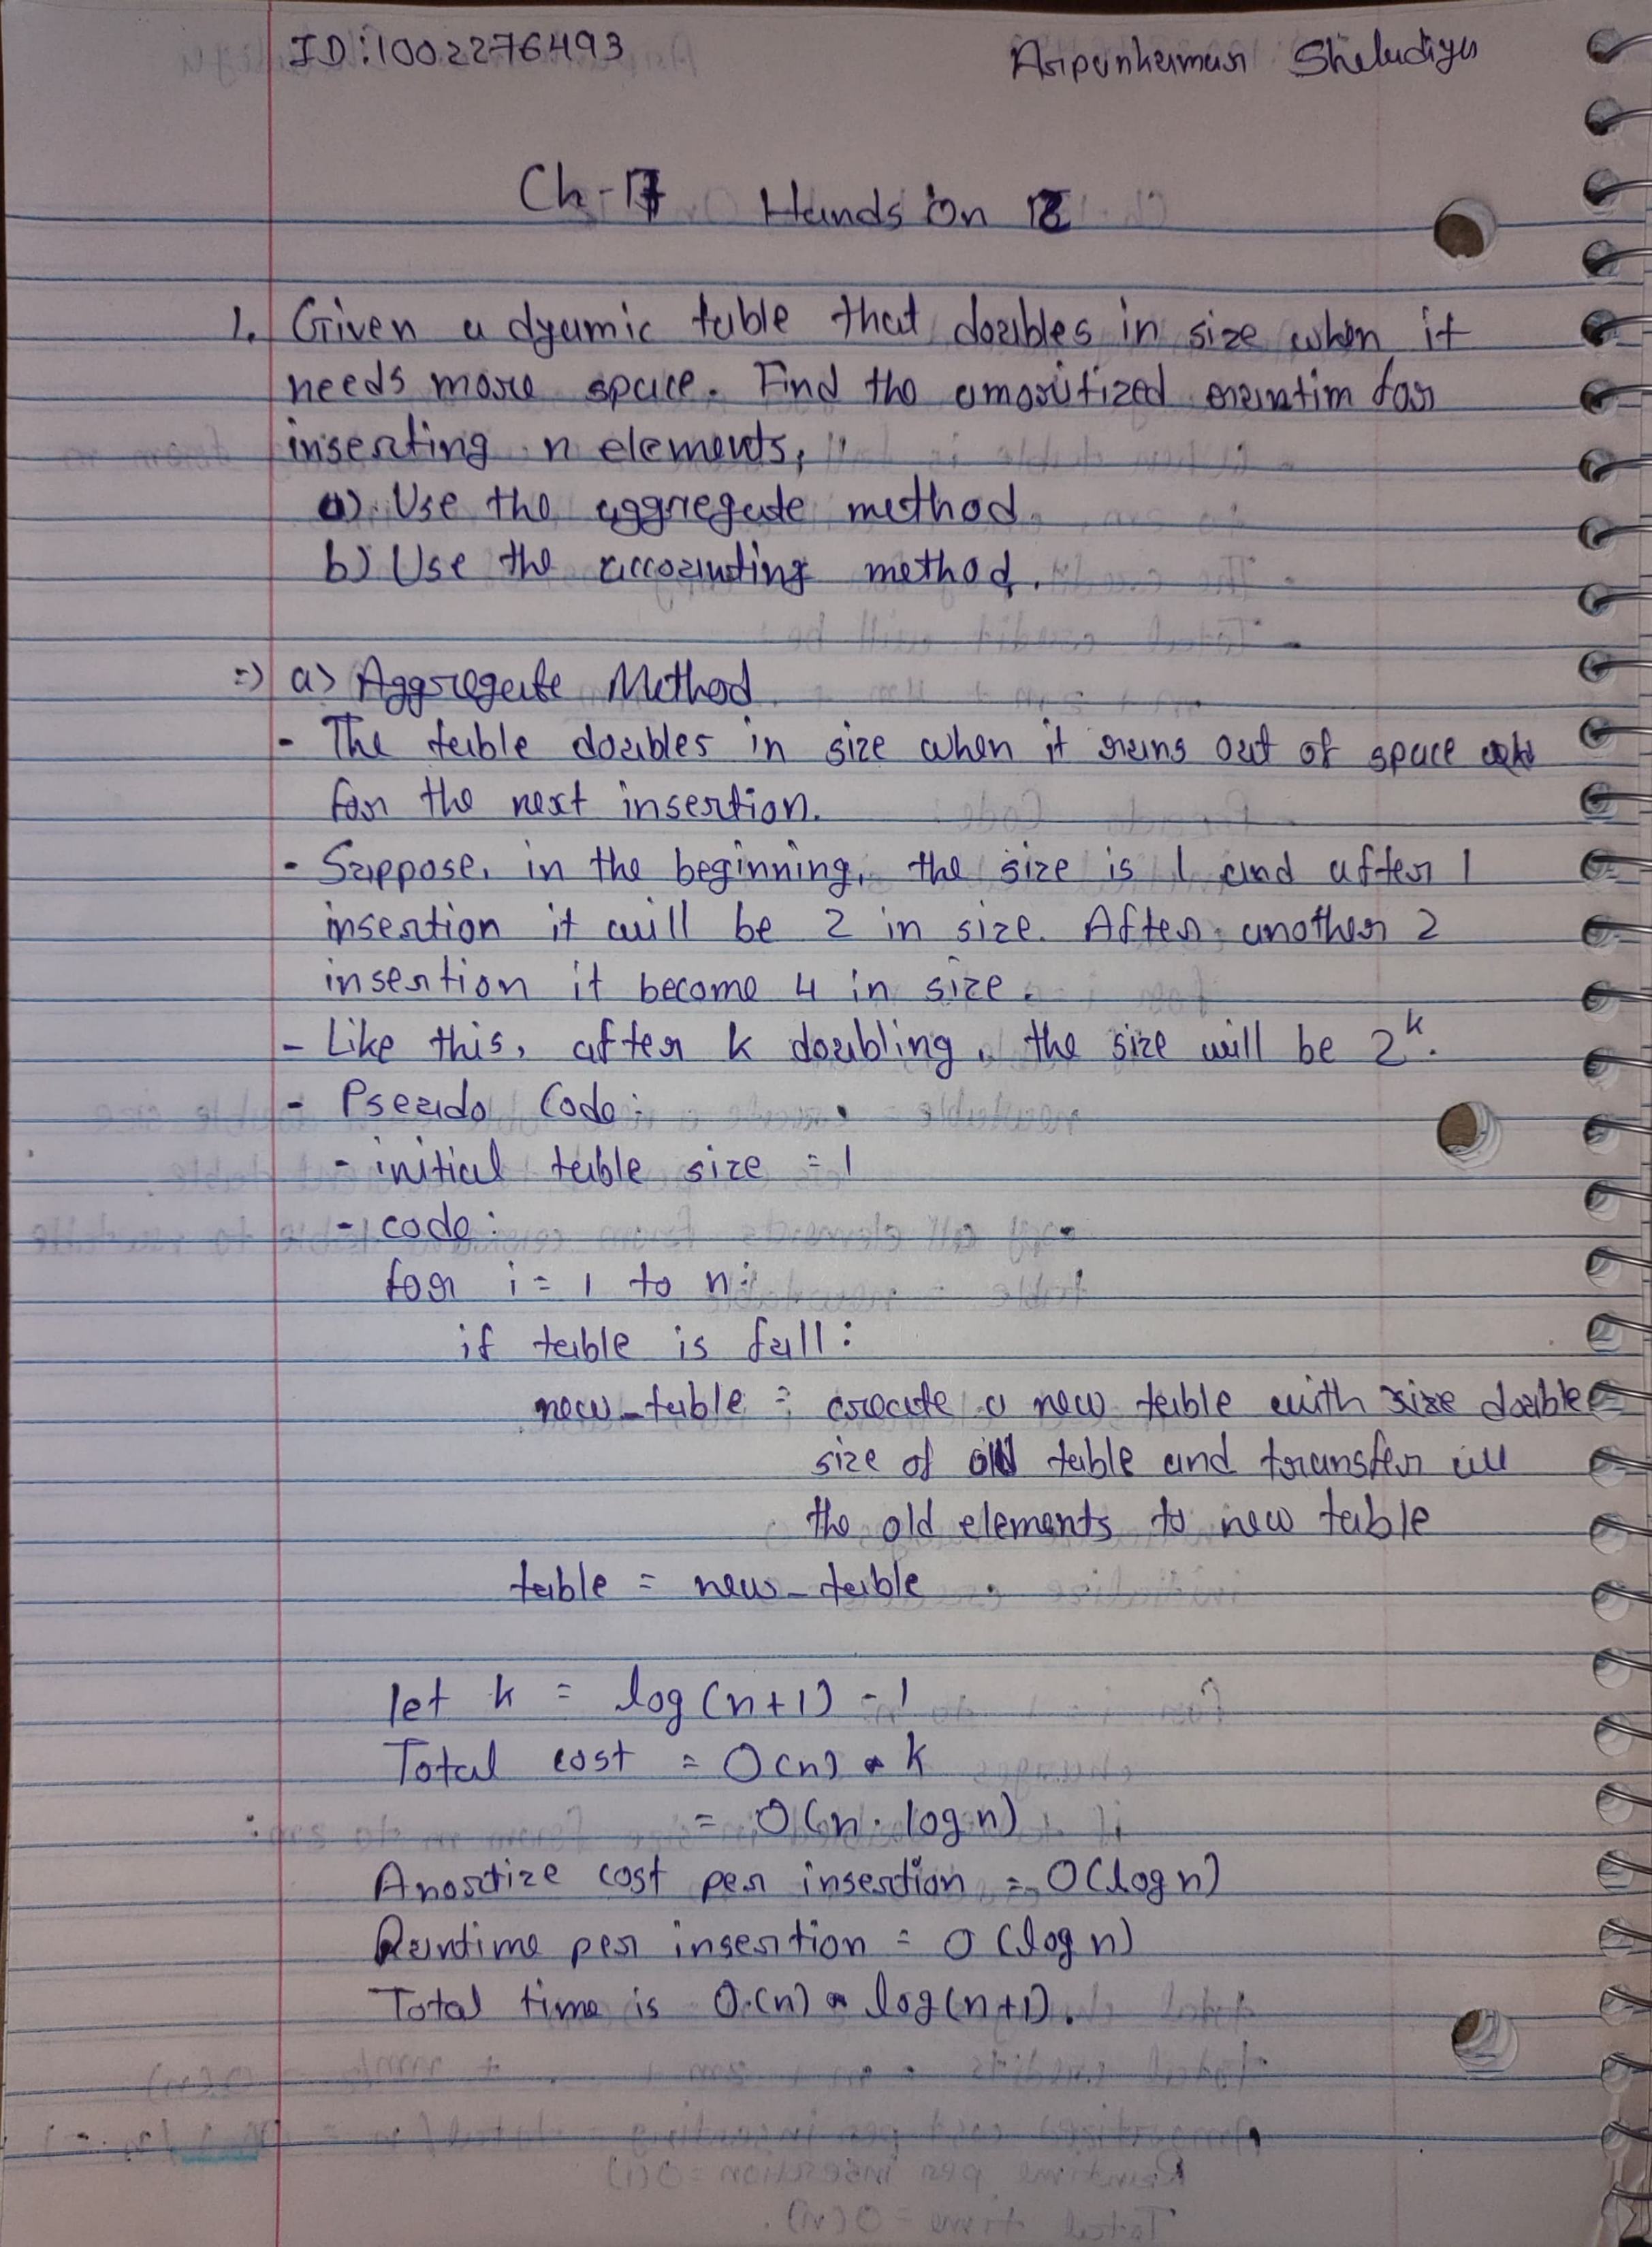 ID:1002276493
Aripunkumar Sheludiya
Ch-17 Hands On 12
1. Given a dyamic table that doubles in size when it
needs more space. Find the amoritized runtim for
inserting n elements,
a) Use the aggregate method
b) Use the accounting method.
=) a) Aggregate Method
- The table doubles in size when it runs out of space
for the next insertion.
- Suppose, in the beginning, the size is 1 and after 1
insertion it will be 2 in size. After another 2
insertion it become 4 in size.
- Like this, after k doubling, the size will be 2^k.
- Pseudo Code:
- initial table size = 1
- code:
for i = 1 to n:
if table is full:
new_table = create a new table with size double
size of old table and transfer all
the old elements to new table
table = new_table
let k = log(n+1) - 1
Total cost = O(n) * k
= O(n. logn)
Amortize cost per insertion = O(logn)
Runtime per insertion = O(logn)
Total time is O(n) * log(n+1).